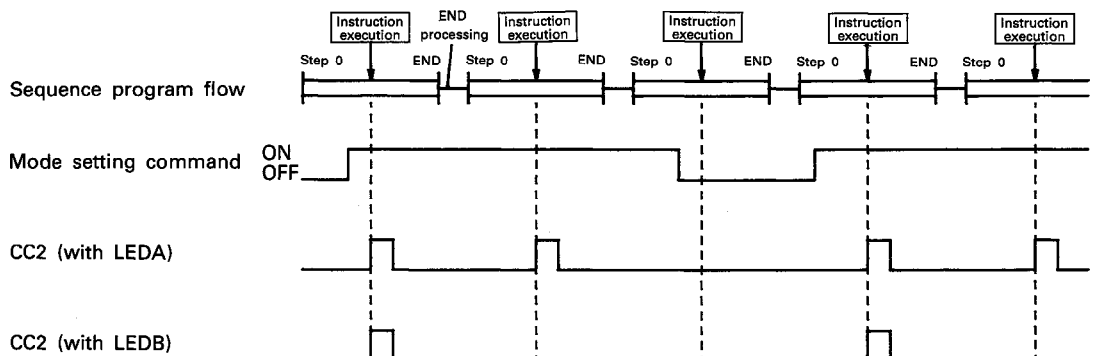 Instruction execution
END processing
Instruction execution
Instruction execution
Instruction execution
Instruction execution
Step 0 END Step 0 END Step 0 END Step 0 END Step 0
Sequence program flow
Mode setting command ON
OFF
CC2 (with LEDA)
CC2 (with LEDB)